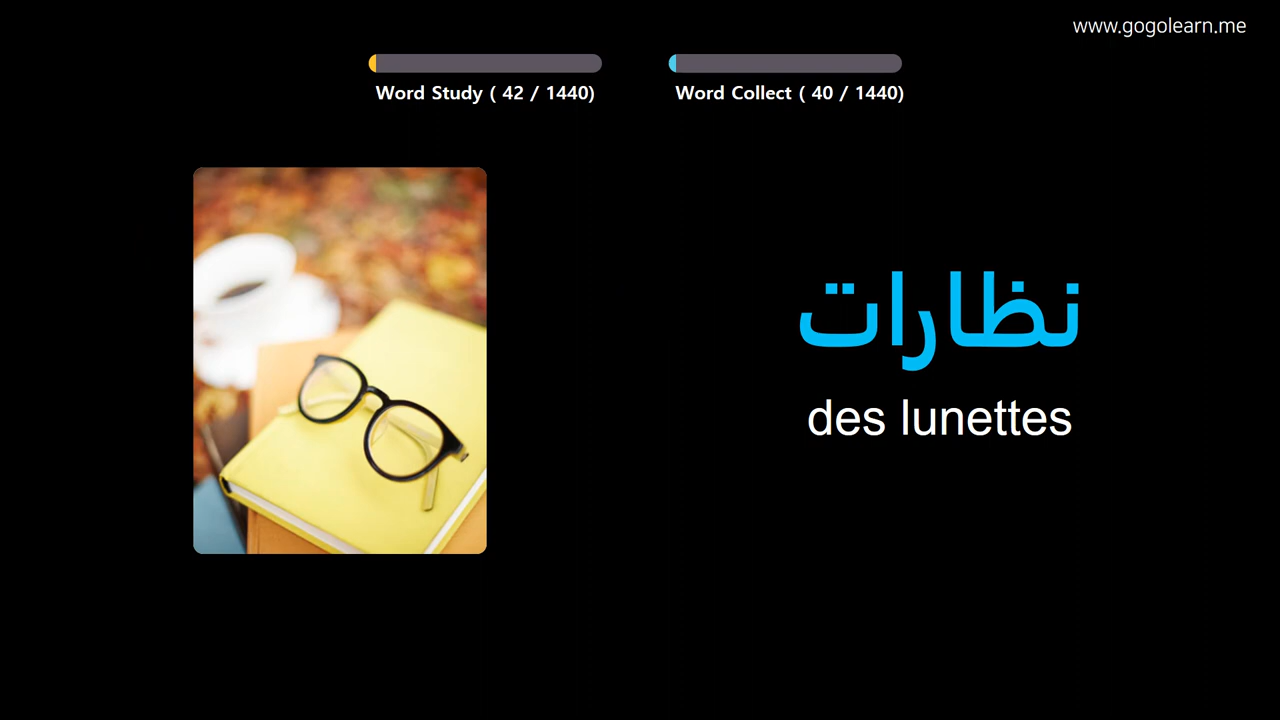 www.gogolearn.me
Word Study ( 42 / 1440)
Word Collect ( 40 / 1440)
نظارات
des lunettes